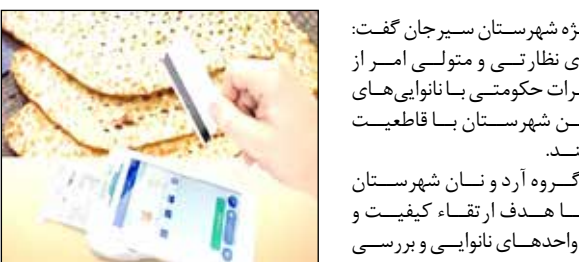 ژه شهرستان سیرجان گفت:
ی نظارتی و متولی امر از
رات حکومتی با نانوایی‌های
ن شهرستان با قاطعیت
ند.
گروه آرد و نان شهرستان
ا هدف ارتقاء کیفیت و
واحدهای نانوایی و بررسی